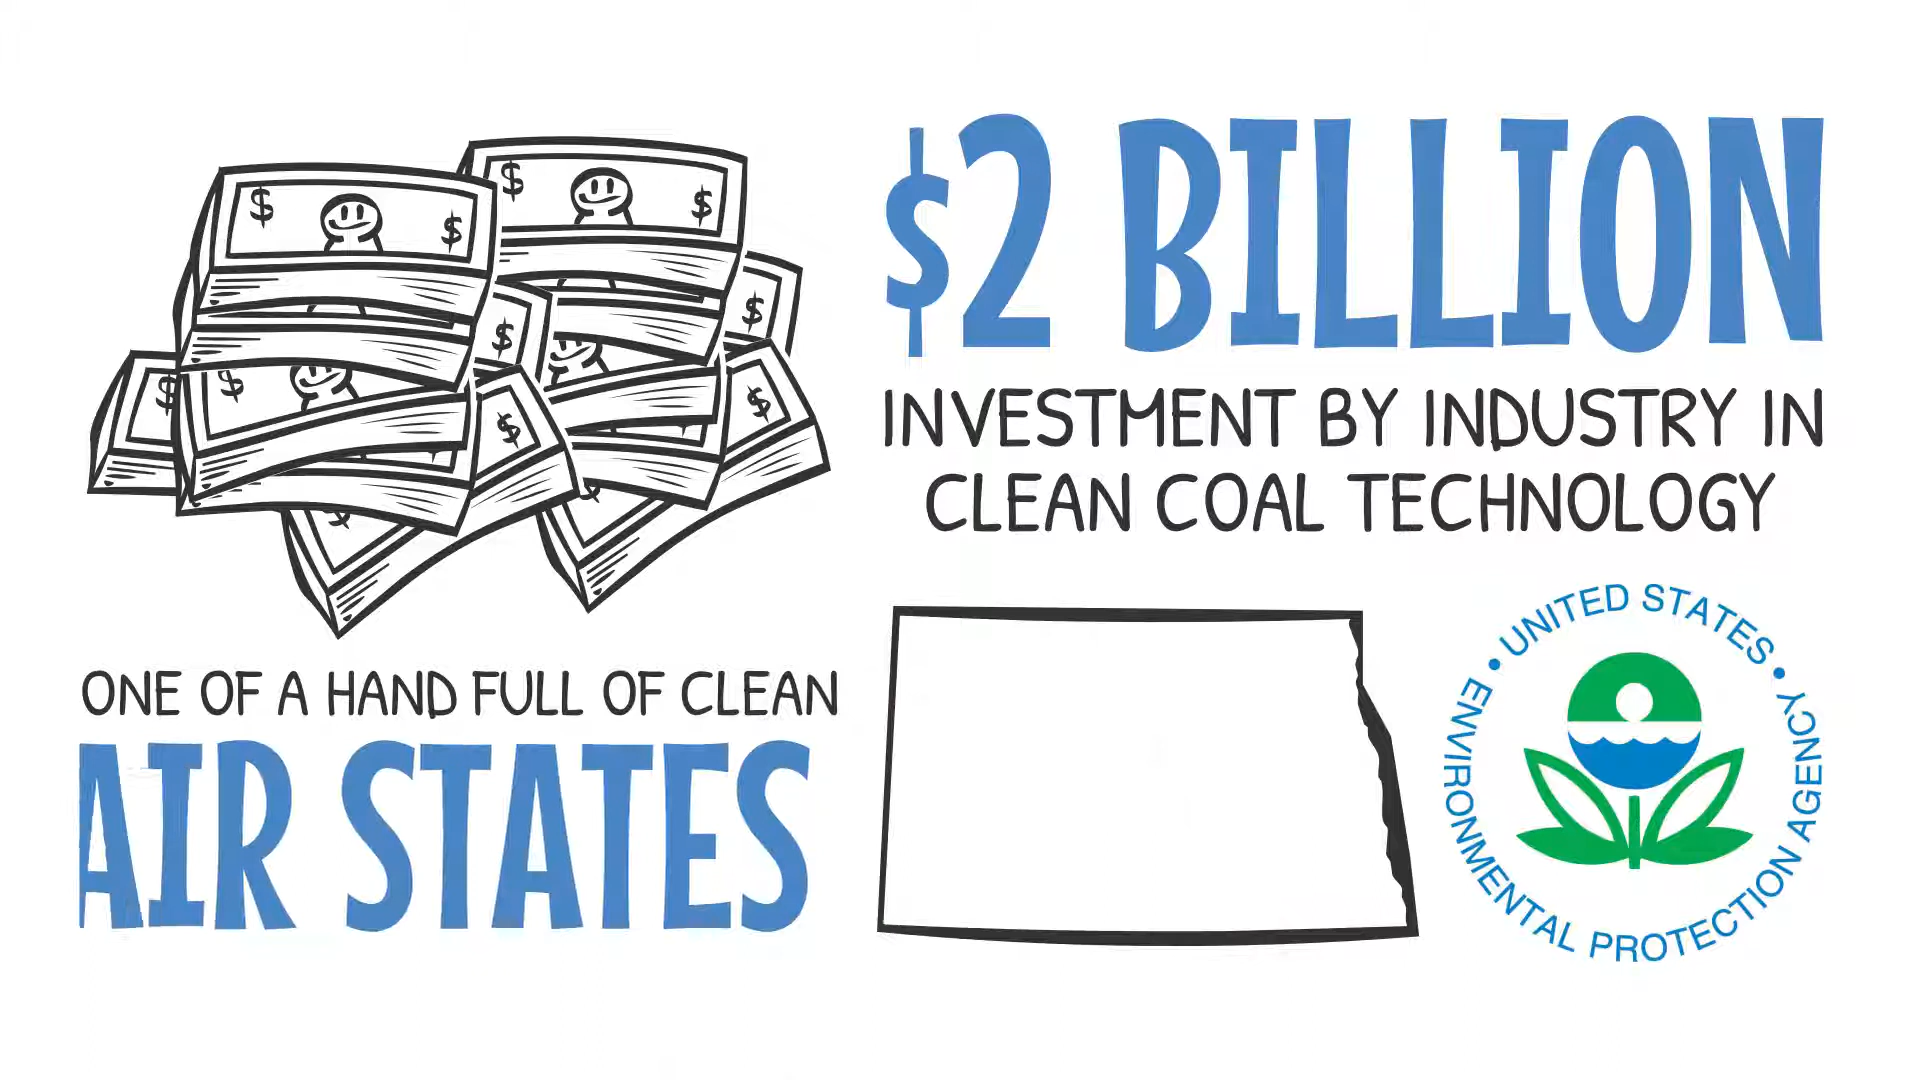 $2 BILLION
INVESTMENT BY INDUSTRY IN
CLEAN COAL TECHNOLOGY
ONE OF A HAND FULL OF CLEAN
AIR STATES
• UNITED STATES •
ENVIRONMENTAL PROTECTION AGENCY
$ $
$ $
$ $ $
$ $ $ $
$